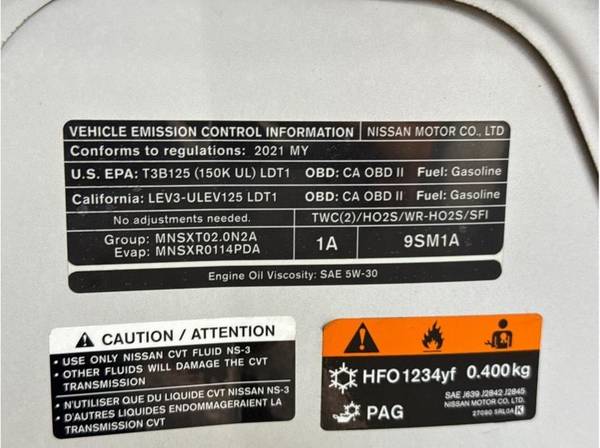 VEHICLE EMISSION CONTROL INFORMATION NISSAN MOTOR CO., LTD
Conforms to regulations: 2021 MY
U.S. EPA: T3B125 (150K UL) LDT1 OBD: CA OBD II Fuel: Gasoline
California: LEV3-ULEV125 LDT1 OBD: CA OBD II Fuel: Gasoline
No adjustments needed. TWC(2)/HO2S/WR-HO2S/SFI
Group: MNSXT02.0N2A
Evap: MNSXR0114PDA
1A 9SM1A
Engine Oil Viscosity: SAE 5W-30
CAUTION / ATTENTION
• USE ONLY NISSAN CVT FLUID NS-3
• OTHER FLUIDS WILL DAMAGE THE CVT
TRANSMISSION
• N'UTILISER QUE DU LIQUIDE CVT NISSAN NS-3
• D'AUTRES LIQUIDES ENDOMMAGERAIENT LA
TRANSMISSION CVT
HFO1234yf 0.400kg
PAG
SAE J639 J2842 J2845
NISSAN MOTOR CO. LTD.
27090 5RL0A K